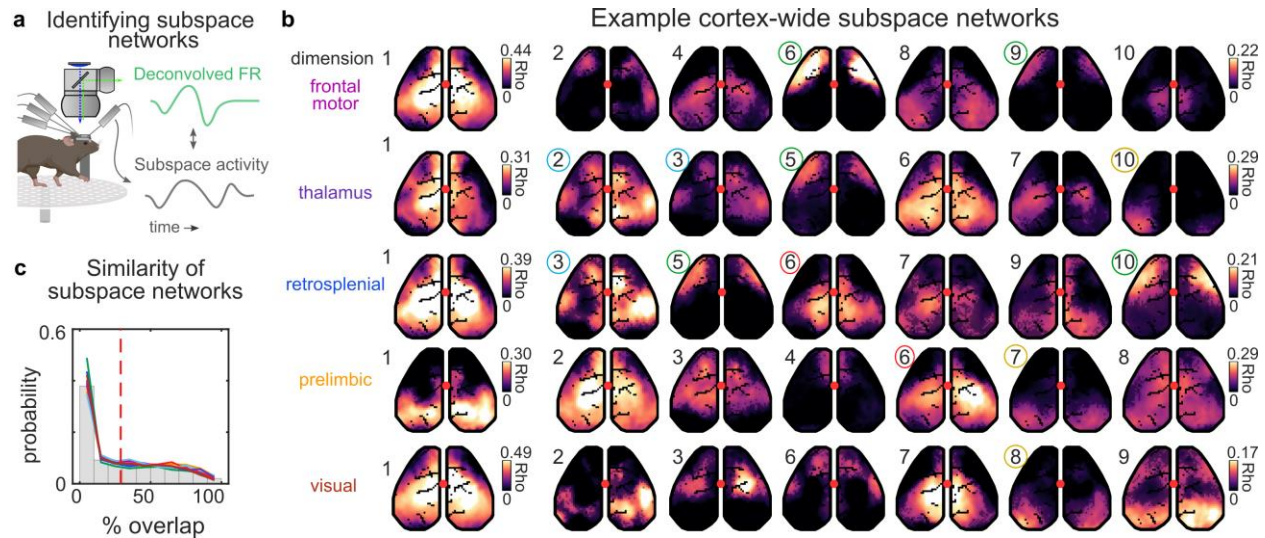 a Identifying subspace
networks
Deconvolved FR
Subspace activity
time
b Example cortex-wide subspace networks
dimension
frontal
motor
1
0.44
Rho
0
2
4
6
8
9
10
0.22
Rho
0
thalamus
1
0.31
Rho
0
2
3
5
6
7
10
0.29
Rho
0
retrosplenial
1
0.39
Rho
0
3
5
6
7
9
10
0.21
Rho
0
prelimbic
1
0.30
Rho
0
2
3
4
6
7
8
0.29
Rho
0
visual
1
0.49
Rho
0
2
3
6
7
8
9
0.17
Rho
0
c Similarity of
subspace networks
0.6
probability
0
0
50
100
% overlap